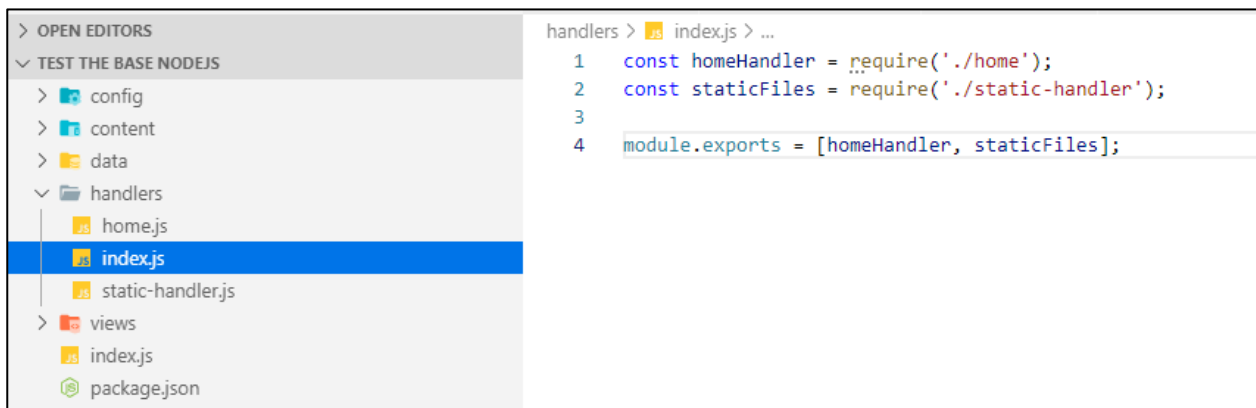 OPEN EDITORS
TEST THE BASE NODEJS
config
content
data
handlers
home.js
index.js
static-handler.js
views
index.js
package.json
handlers > JS index.js > ...
1 const homeHandler = require('./home');
2 const staticFiles = require('./static-handler');
3
4 module.exports = [homeHandler, staticFiles];